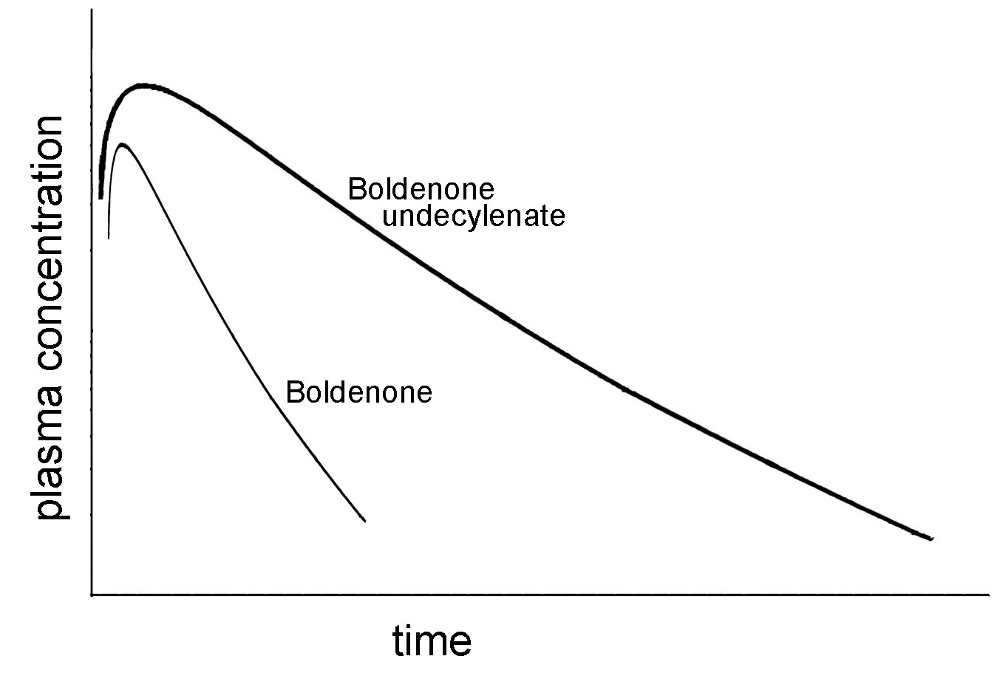 plasma concentration
Boldenone
undecylenate
Boldenone
time